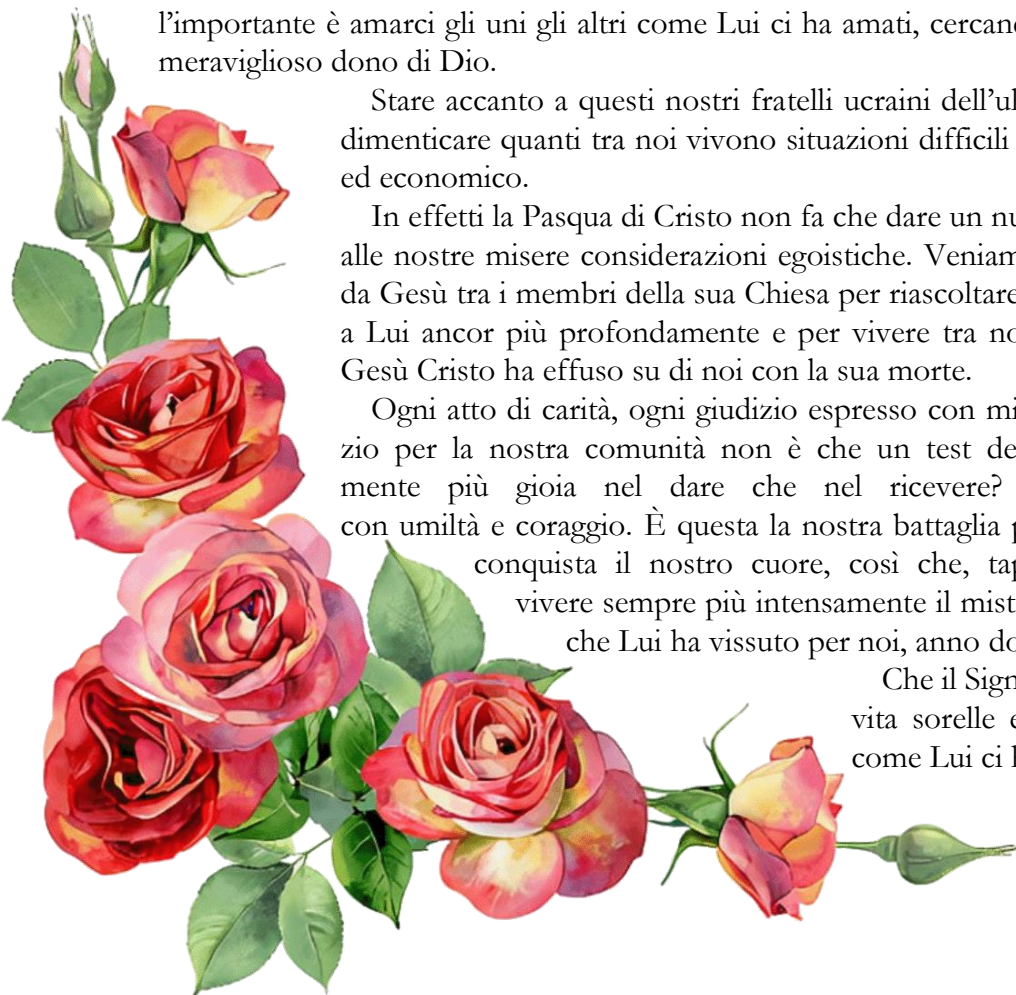 l’importante è amarci gli uni gli altri come Lui ci ha amati, cercand
meraviglioso dono di Dio.
Stare accanto a questi nostri fratelli ucraini dell’ul
dimenticare quanti tra noi vivono situazioni difficili
ed economico.
In effetti la Pasqua di Cristo non fa che dare un nu
alle nostre misere considerazioni egoistiche. Veniam
da Gesù tra i membri della sua Chiesa per riascoltare
a Lui ancor più profondamente e per vivere tra no
Gesù Cristo ha effuso su di noi con la sua morte.
Ogni atto di carità, ogni giudizio espresso con mi
zio per la nostra comunità non è che un test de
mente più gioia nel dare che nel ricevere?
con umiltà e coraggio. È questa la nostra battaglia p
conquista il nostro cuore, così che, tap
vivere sempre più intensamente il mist
che Lui ha vissuto per noi, anno do
Che il Sign
vita sorelle e
come Lui ci h